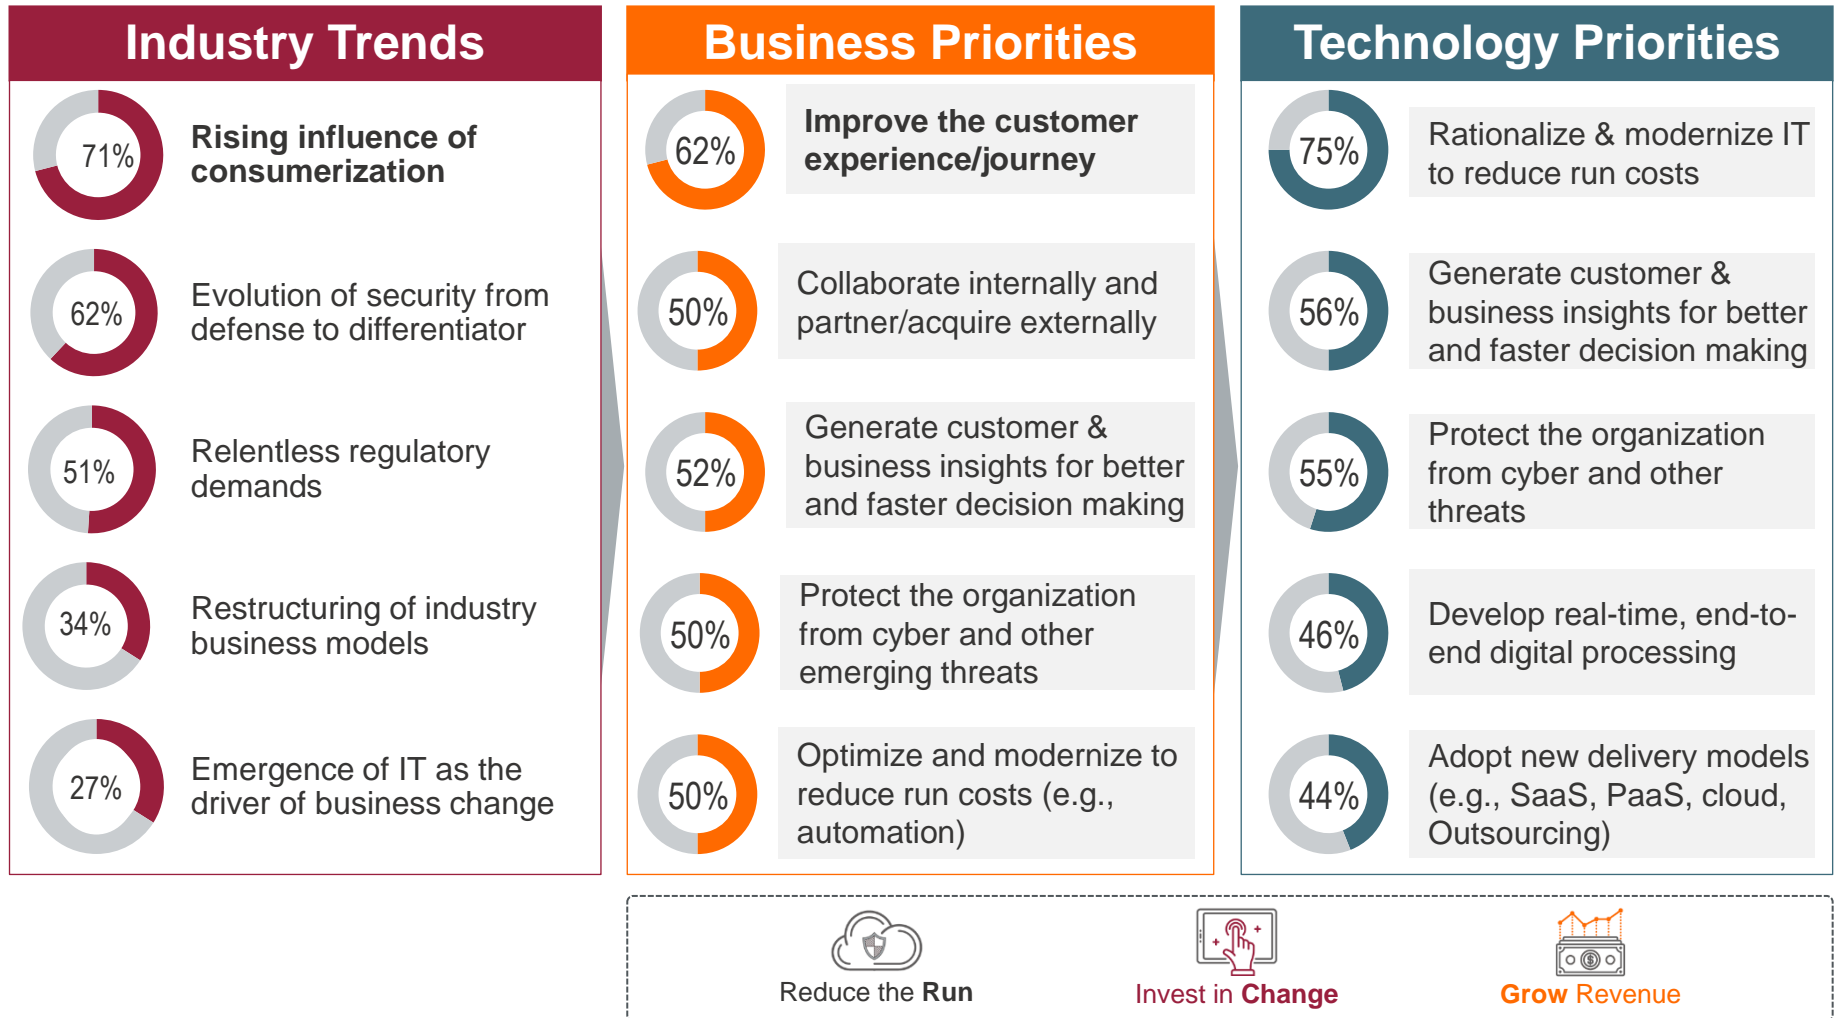 Industry Trends
71%
Rising influence of
consumerization
62%
Evolution of security from
defense to differentiator
51%
Relentless regulatory
demands
34%
Restructuring of industry
business models
27%
Emergence of IT as the
driver of business change
Business Priorities
62%
Improve the customer
experience/journey
50%
Collaborate internally and
partner/acquire externally
52%
Generate customer &
business insights for better
and faster decision making
50%
Protect the organization
from cyber and other
emerging threats
50%
Optimize and modernize to
reduce run costs (e.g.,
automation)
Technology Priorities
75%
Rationalize & modernize IT
to reduce run costs
56%
Generate customer &
business insights for better
and faster decision making
55%
Protect the organization
from cyber and other
threats
46%
Develop real-time, end-to-
end digital processing
44%
Adopt new delivery models
(e.g., SaaS, PaaS, cloud,
Outsourcing)
Reduce the Run
Invest in Change
$
Grow Revenue